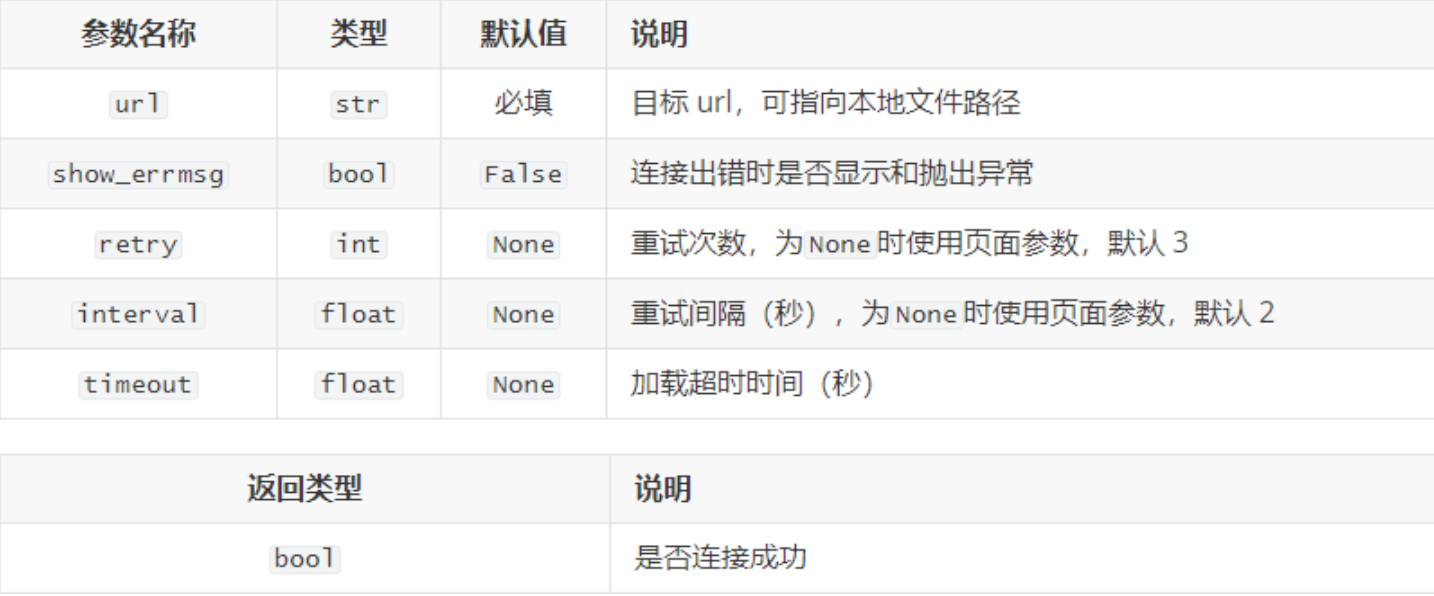 参数名称 类型 默认值 说明
url str 必填 目标 url，可指向本地文件路径
show_errmsg bool False 连接出错时是否显示和抛出异常
retry int None 重试次数，为None时使用页面参数，默认 3
interval float None 重试间隔（秒），为None时使用页面参数，默认 2
timeout float None 加载超时时间（秒）
返回类型 说明
bool 是否连接成功